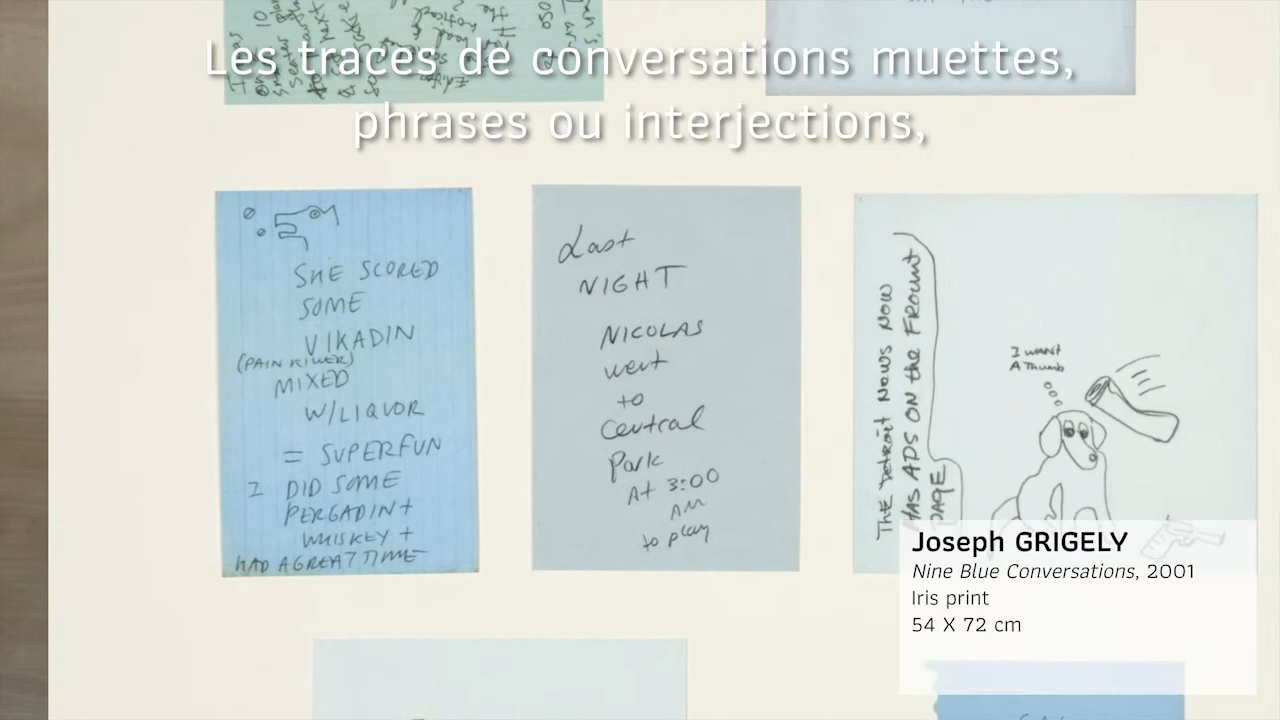 Les traces de conversations muettes,
phrases ou interjections,
SHE SCORED
SOME
VIKADIN
(PAIN KILLER)
MIXED
W/LIQUOR
= SUPERFUN
I DID SOME
PERGADIN +
WHISKEY +
HAD A GREAT TIME
Last
NIGHT
NICOLAS
went
to
Central
Park
At 3:00
AM
to play
THE Detroit NOWS NOW
HAS ADS ON the FROUNT
PAGE
I WANT
A Thumb
Joseph GRIGELY
Nine Blue Conversations, 2001
Iris print
54 X 72 cm